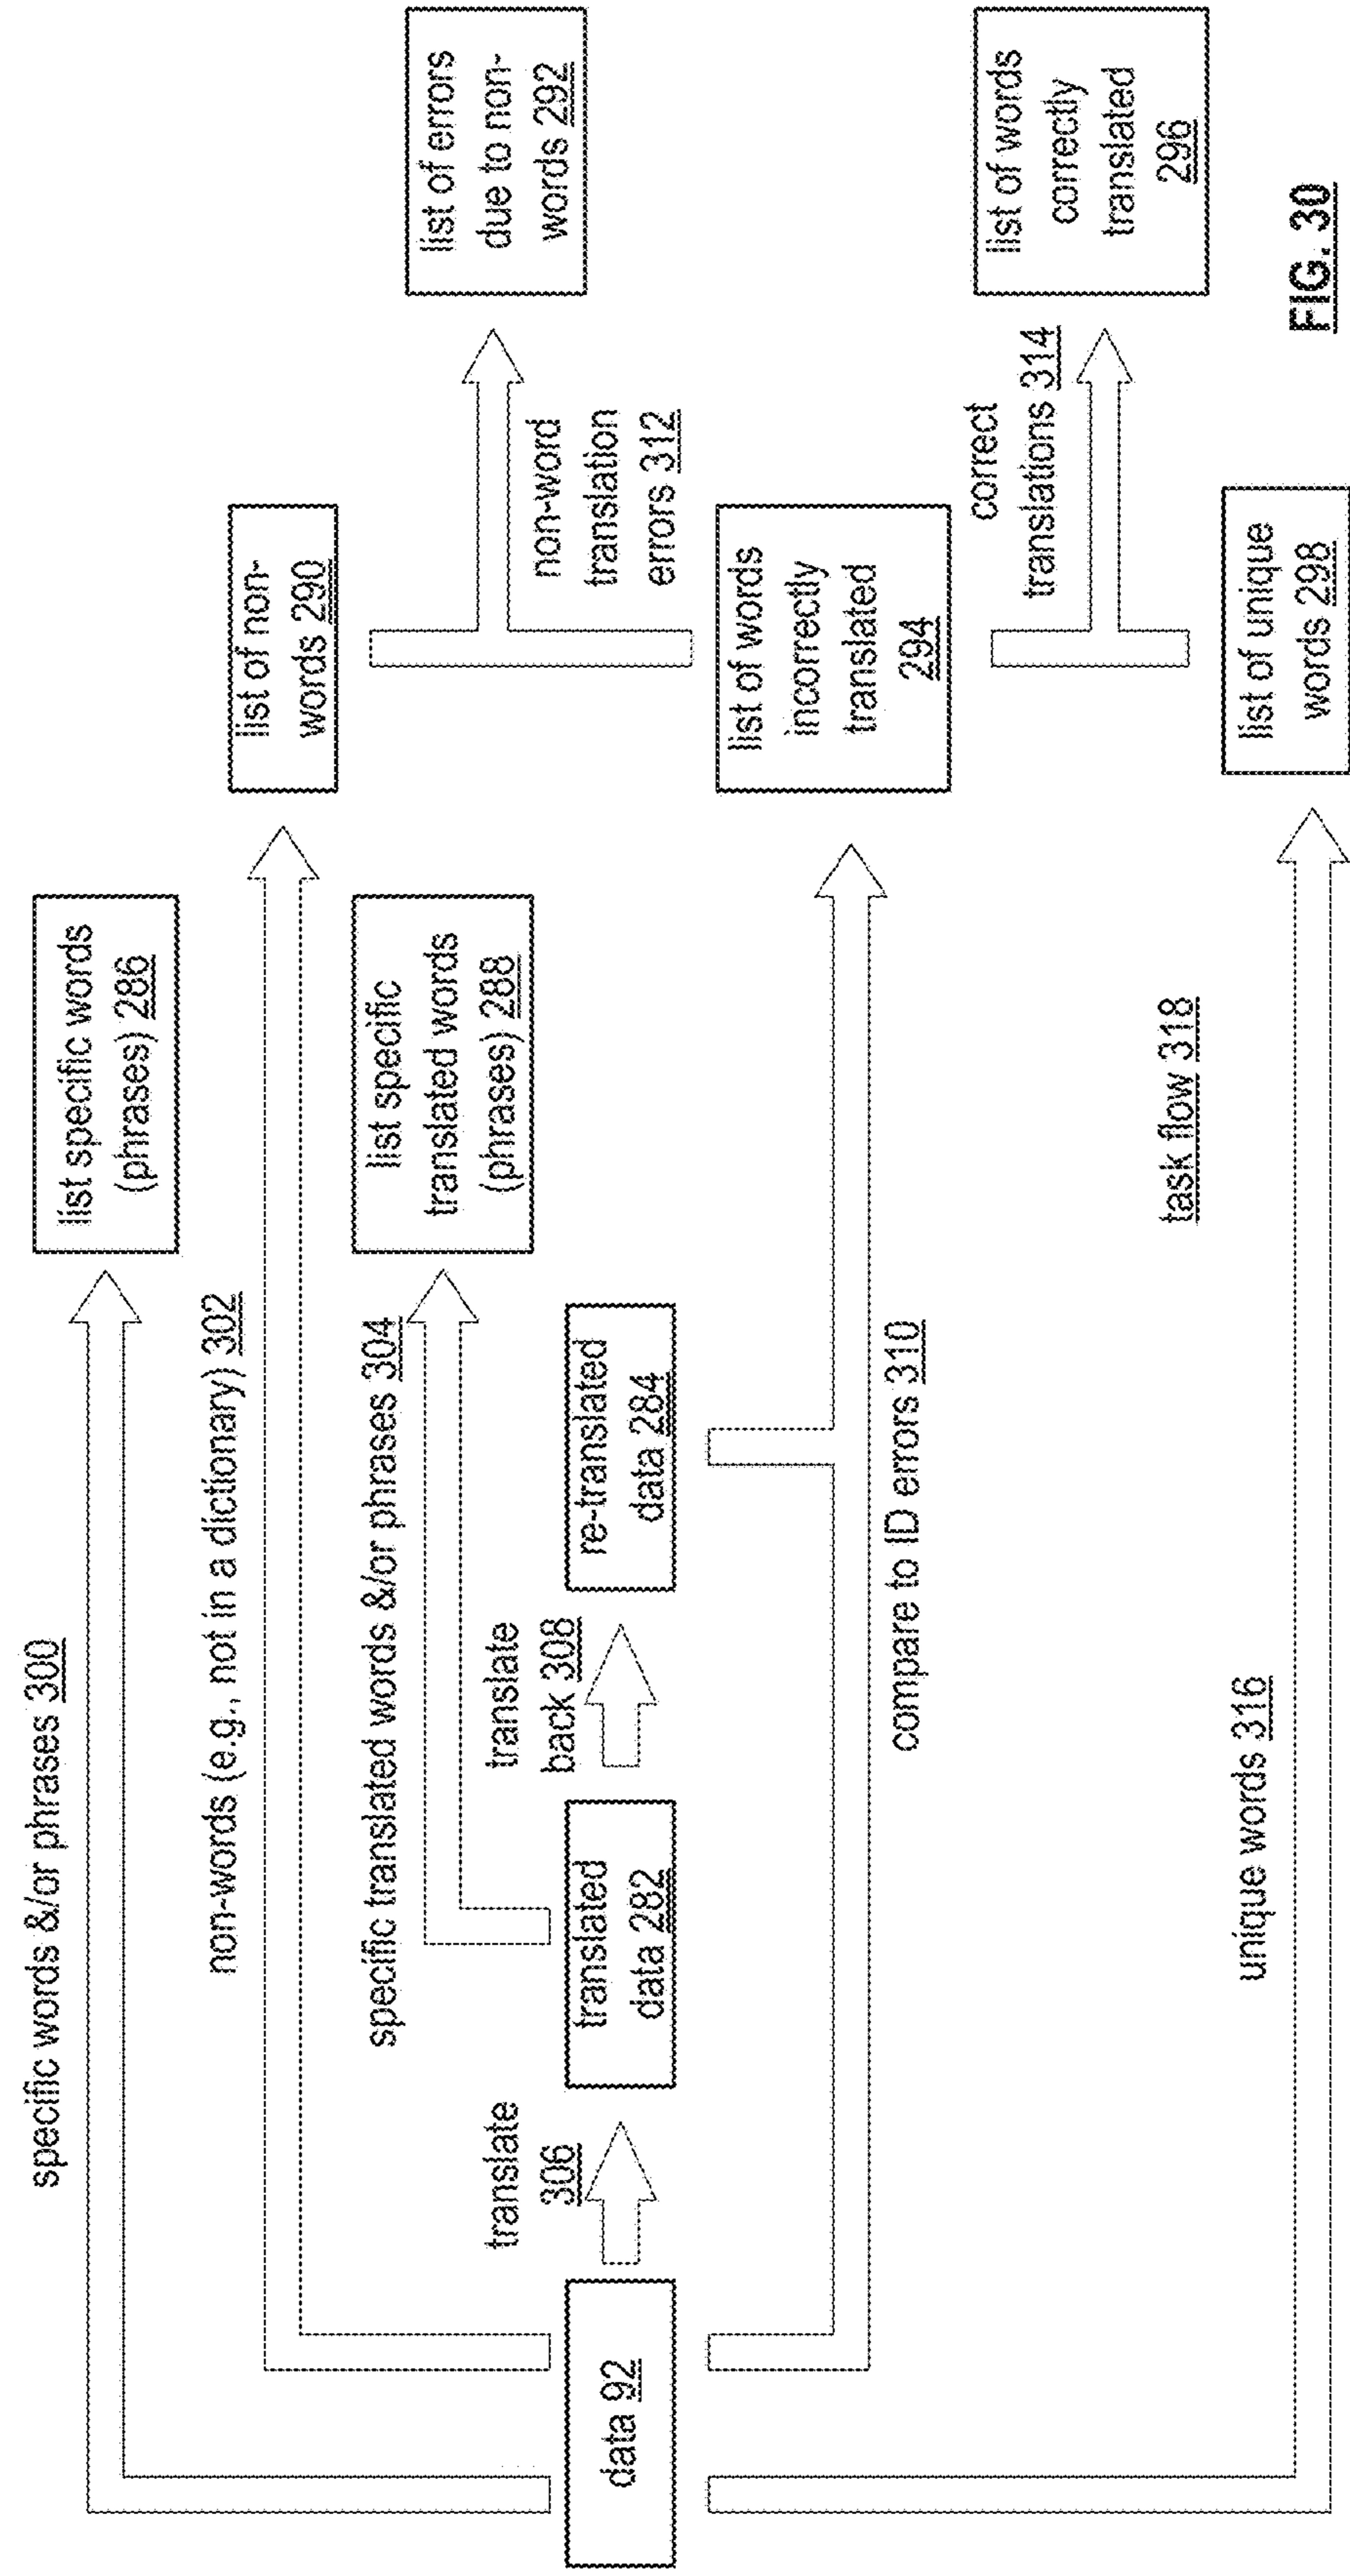 specific words &/or phrases 300
list specific words
(phrases) 286
non-words (e.g., not in a dictionary) 302
list of non-
words 290
list of errors
due to non-
words 292
specific translated words &/or phrases 304
list specific
translated words
(phrases) 288
non-word
translation
errors 312
translate
306
translate
back 308
data 92
translated
data 282
re-translated
data 284
list of words
incorrectly
translated
294
compare to ID errors 310
correct
translations 314
list of words
correctly
translated
296
task flow 318
unique words 316
list of unique
words 298
FIG. 30